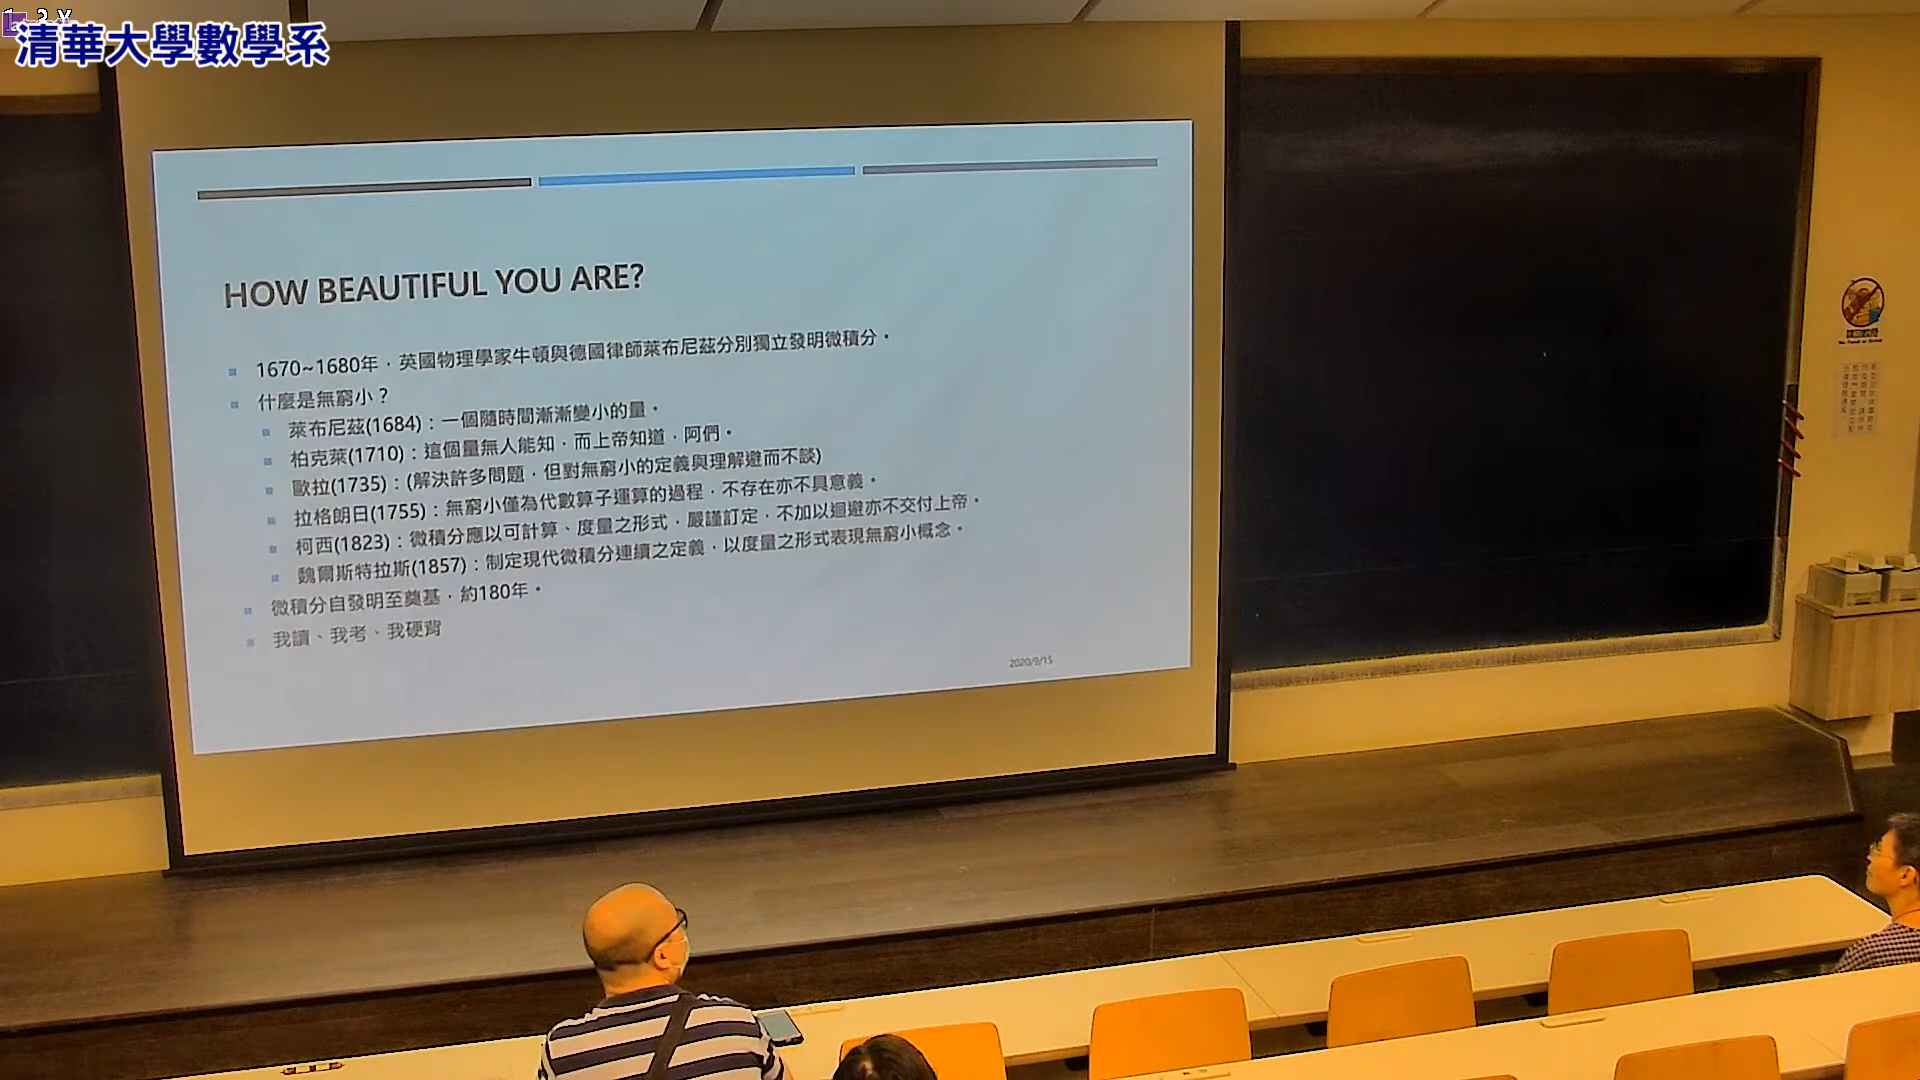 清華大學數學系
HOW BEAUTIFUL YOU ARE?
1670~1680年，英國物理學家牛頓與德國律師萊布尼茲分別獨立發明微積分。
什麼是無窮小？
萊布尼茲(1684)：一個隨時間漸漸變小的量。
柏克萊(1710)：這個量無人能知，而上帝知道，阿們。
歐拉(1735)：(解決許多問題，但對無窮小的定義與理解避而不談)
拉格朗日(1755)：無窮小僅為代數算子運算的過程，不存在亦不具意義。
柯西(1823)：微積分應以可計算、度量之形式，嚴謹訂定，不加以迴避亦不交付上帝。
魏爾斯特拉斯(1857)：制定現代微積分連續之定義，以度量之形式表現無窮小概念。
微積分自發明至奠基，約180年。
我讀、我考、我硬背
2020/9/15